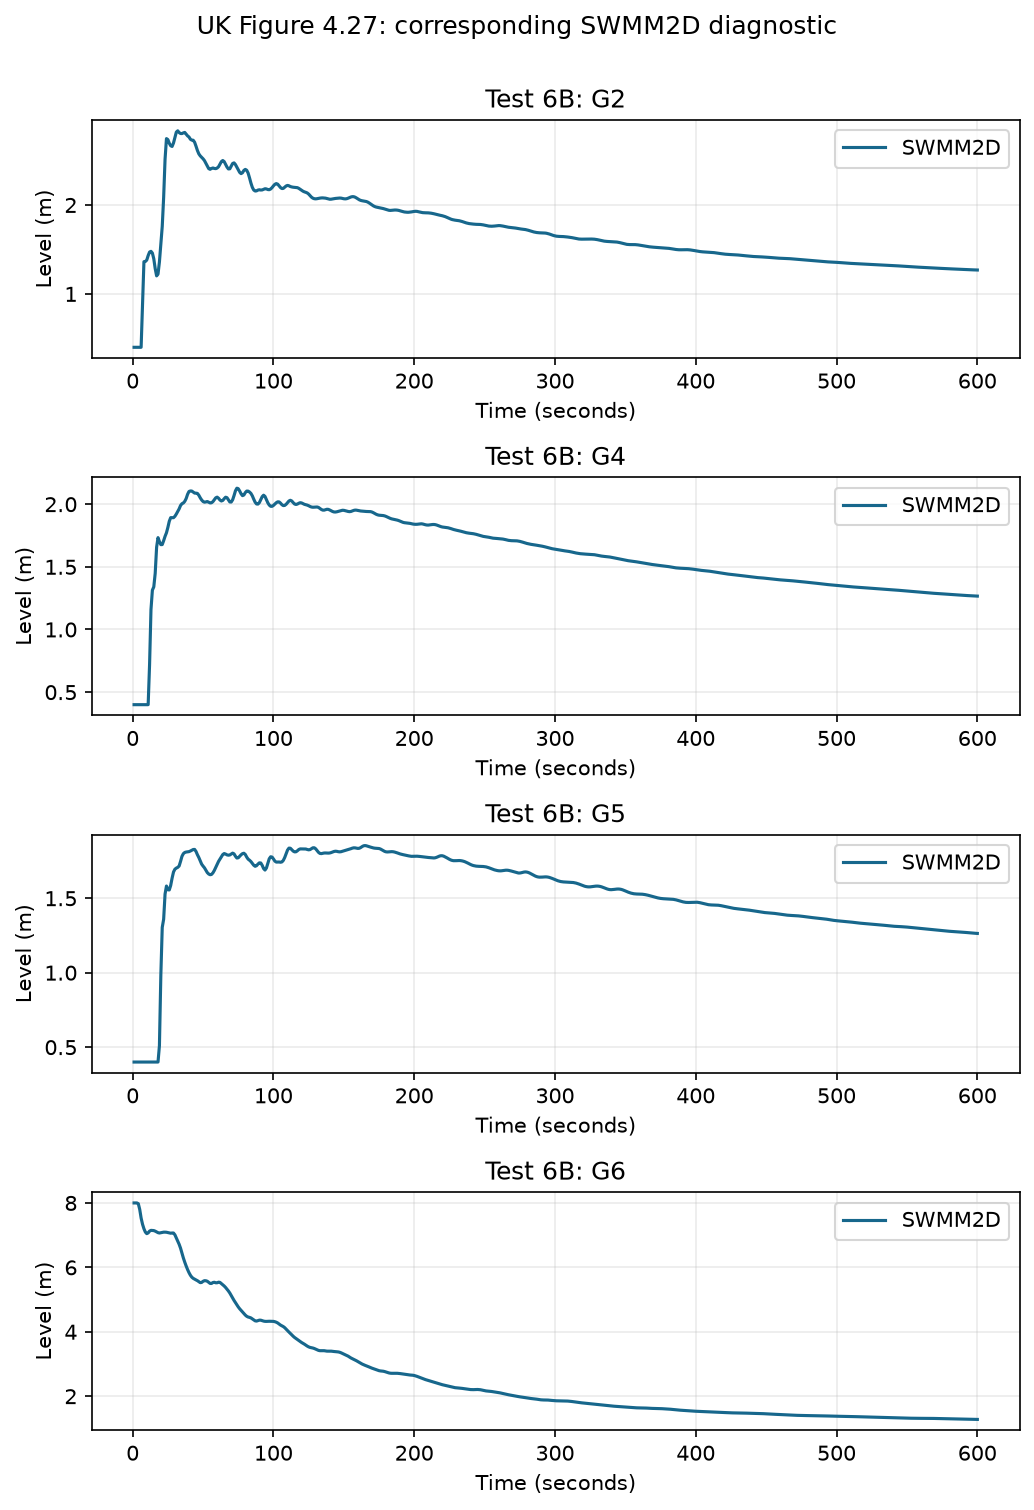 UK Figure 4.27: corresponding SWMM2D diagnostic
Test 6B: G2
SWMM2D
Level (m)
2
1
0 100 200 300 400 500 600
Time (seconds)
Test 6B: G4
SWMM2D
Level (m)
2.0
1.5
1.0
0.5
0 100 200 300 400 500 600
Time (seconds)
Test 6B: G5
SWMM2D
Level (m)
1.5
1.0
0.5
0 100 200 300 400 500 600
Time (seconds)
Test 6B: G6
SWMM2D
Level (m)
8
6
4
2
0 100 200 300 400 500 600
Time (seconds)